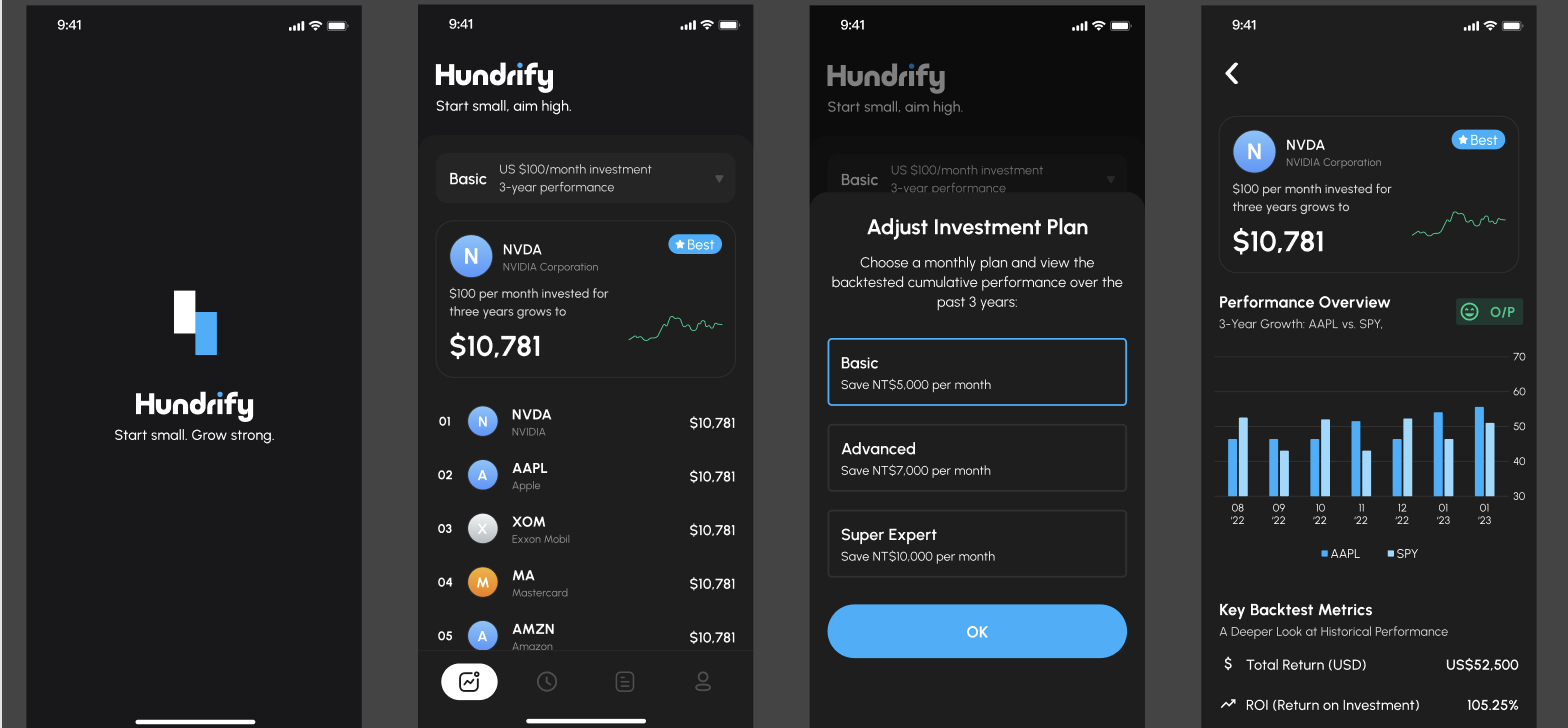 9:41
Hundrify
Start small. Grow strong.
9:41
Hundrify
Start small, aim high.
Basic
US $100/month investment
3-year performance
N
NVDA
NVIDIA Corporation
Best
$100 per month invested for
three years grows to
$10,781
01 N NVDA $10,781
NVIDIA
02 A AAPL $10,781
Apple
03 X XOM $10,781
Exxon Mobil
04 M MA $10,781
Mastercard
05 A AMZN $10,781
Amazon
9:41
Hundrify
Start small, aim high.
Basic
US $100/month investment
3-year performance
Adjust Investment Plan
Choose a monthly plan and view the
backtested cumulative performance over the
past 3 years:
Basic
Save NT$5,000 per month
Advanced
Save NT$7,000 per month
Super Expert
Save NT$10,000 per month
OK
9:41
N
NVDA
NVIDIA Corporation
Best
$100 per month invested for
three years grows to
$10,781
Performance Overview
3-Year Growth: AAPL vs. SPY,
O/P
70
60
50
40
30
08 09 10 11 12 01 01
'22 '22 '22 '22 '22 '23 '23
AAPL SPY
Key Backtest Metrics
A Deeper Look at Historical Performance
$ Total Return (USD) US$52,500
ROI (Return on Investment) 105.25%